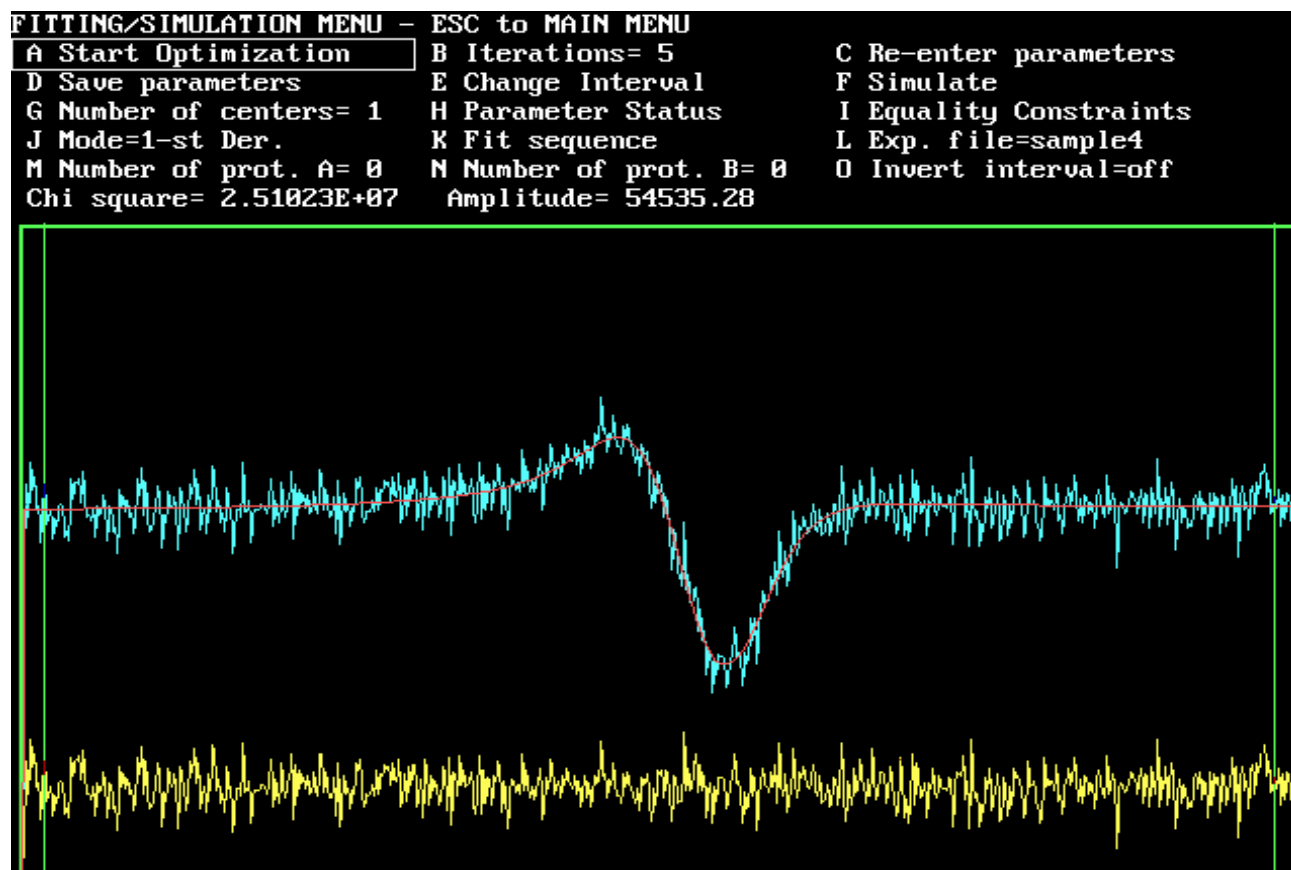 FITTING/SIMULATION MENU - ESC to MAIN MENU
A Start Optimization B Iterations= 5 C Re-enter parameters
D Save parameters E Change Interval F Simulate
G Number of centers= 1 H Parameter Status I Equality Constraints
J Mode=1-st Der. K Fit sequence L Exp. file=sample4
M Number of prot. A= 0 N Number of prot. B= 0 O Invert interval=off
Chi square= 2.51023E+07 Amplitude= 54535.28